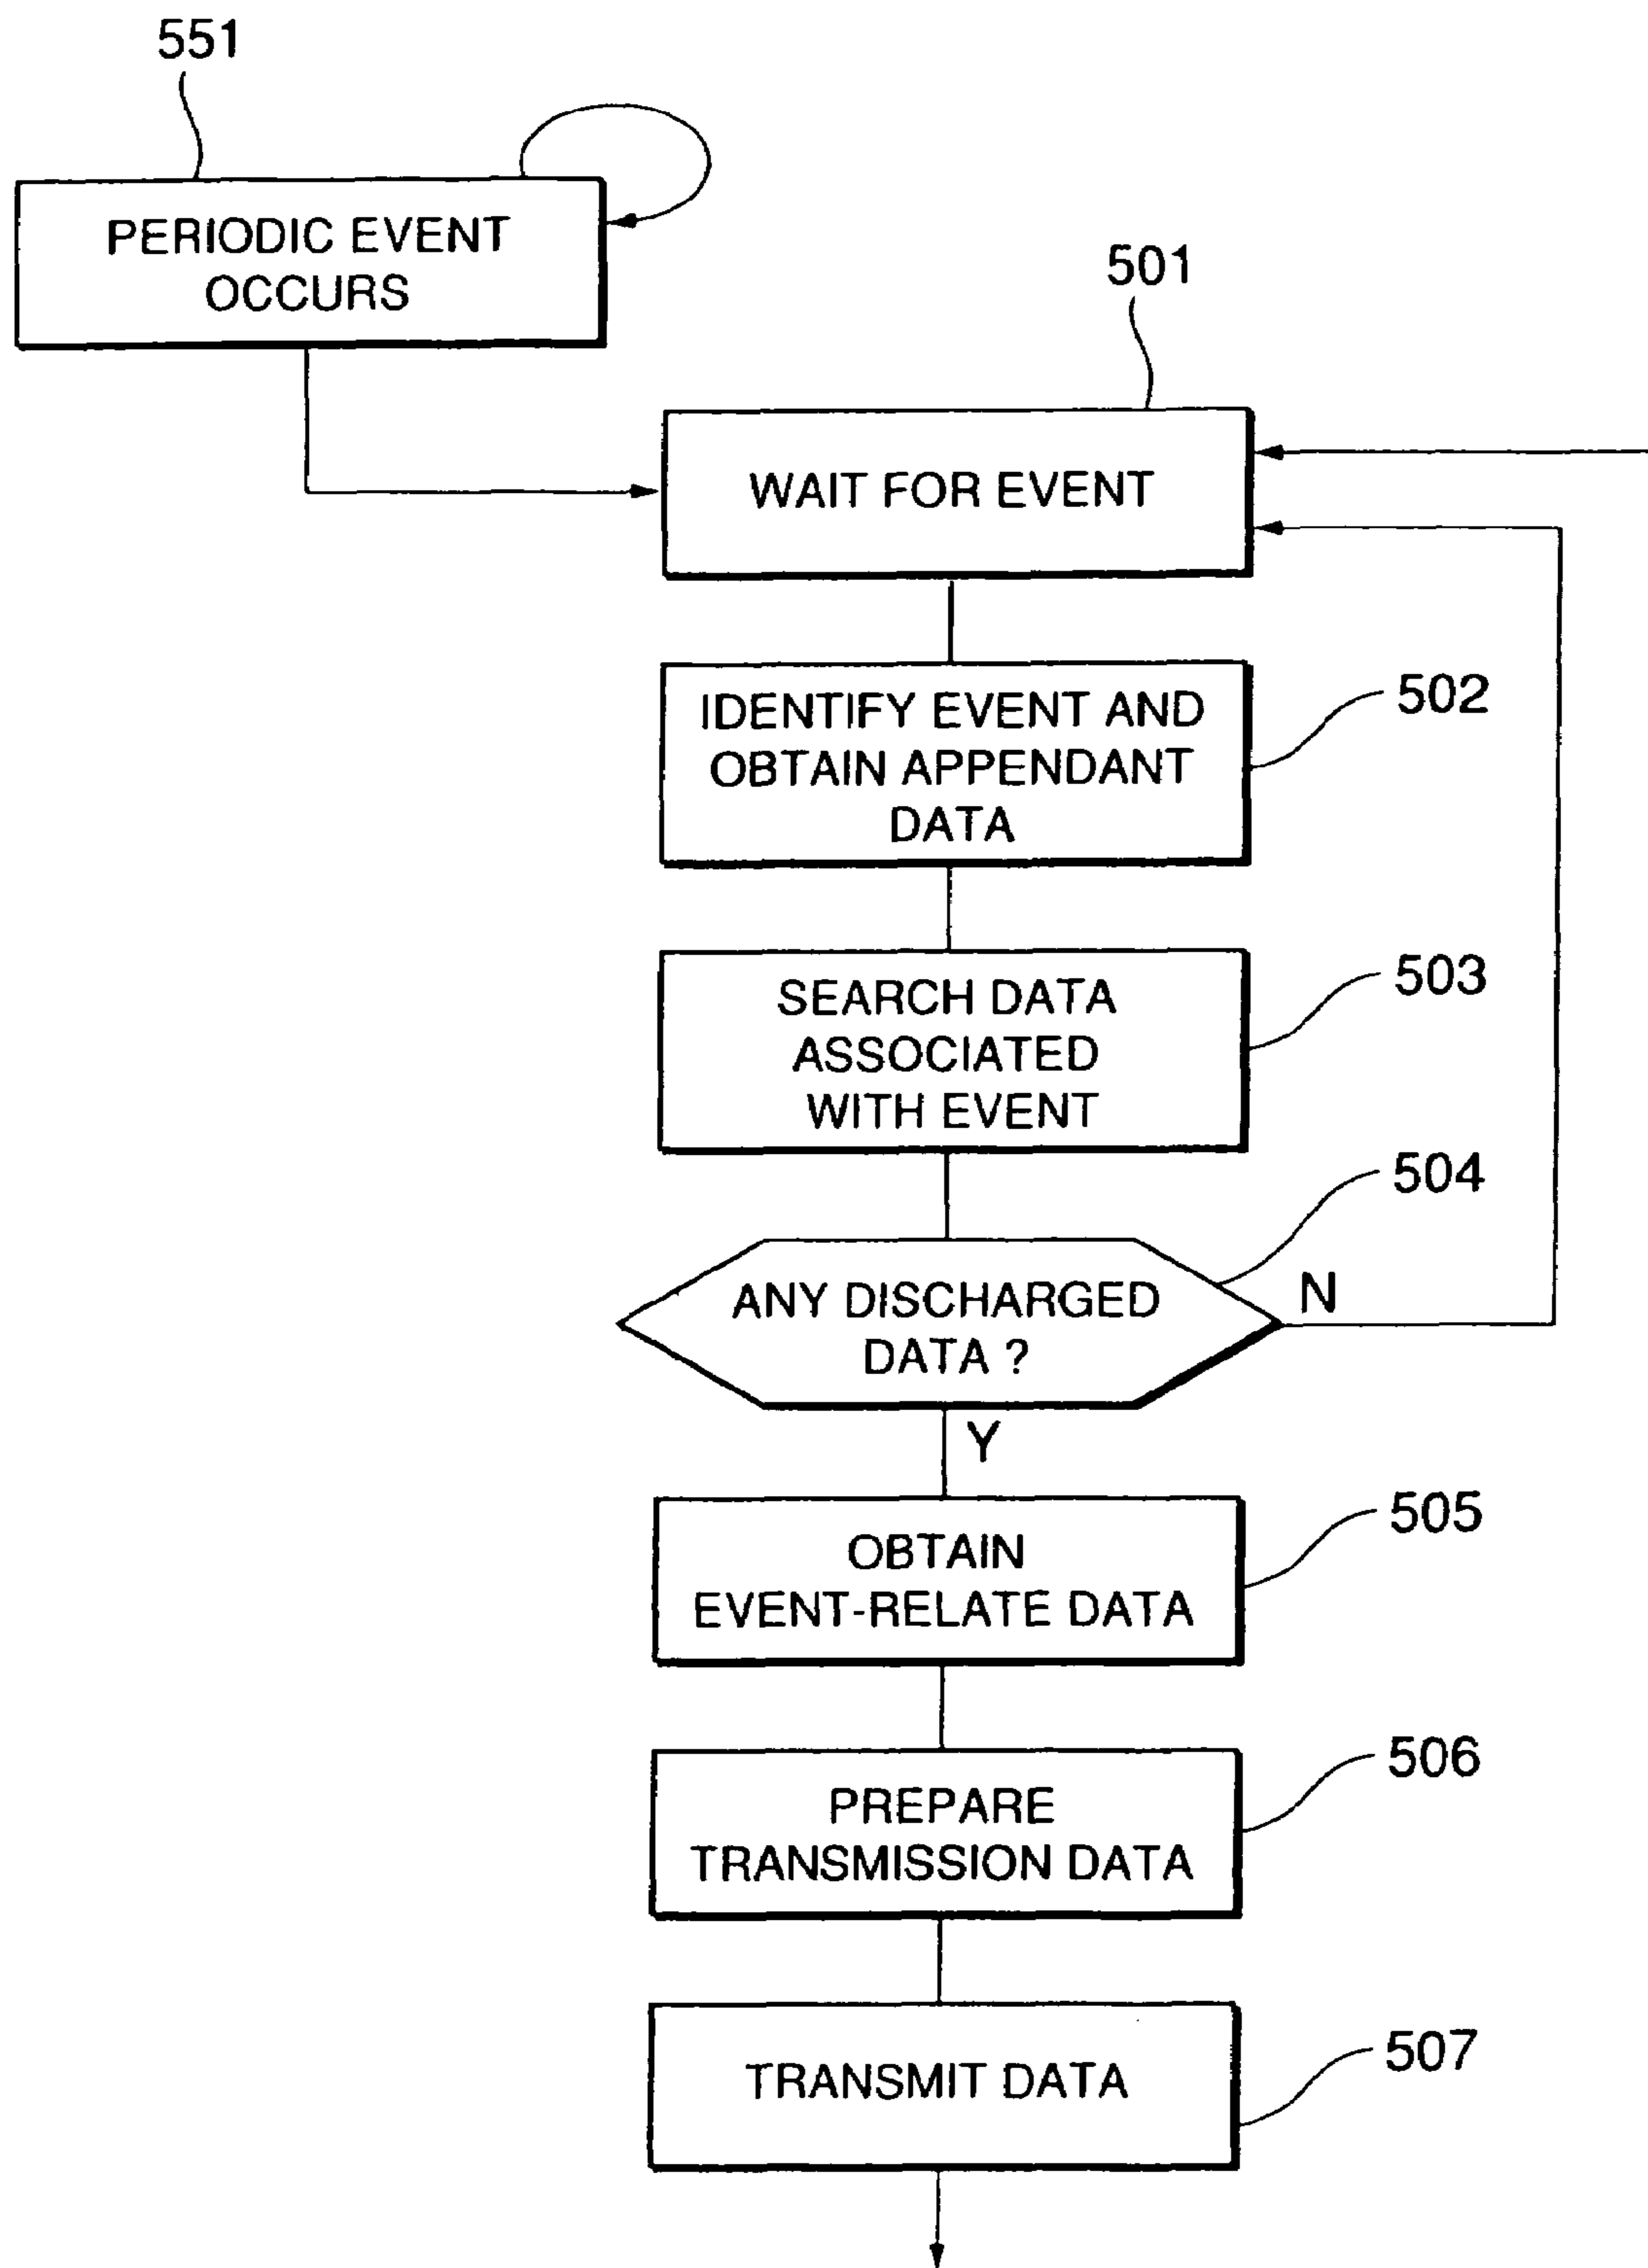 551
PERIODIC EVENT
OCCURS
501
WAIT FOR EVENT
IDENTIFY EVENT AND
OBTAIN APPENDANT
DATA
502
SEARCH DATA
ASSOCIATED
WITH EVENT
503
504
ANY DISCHARGED
DATA ?
N
Y
OBTAIN
EVENT-RELATE DATA
505
PREPARE
TRANSMISSION DATA
506
TRANSMIT DATA
507